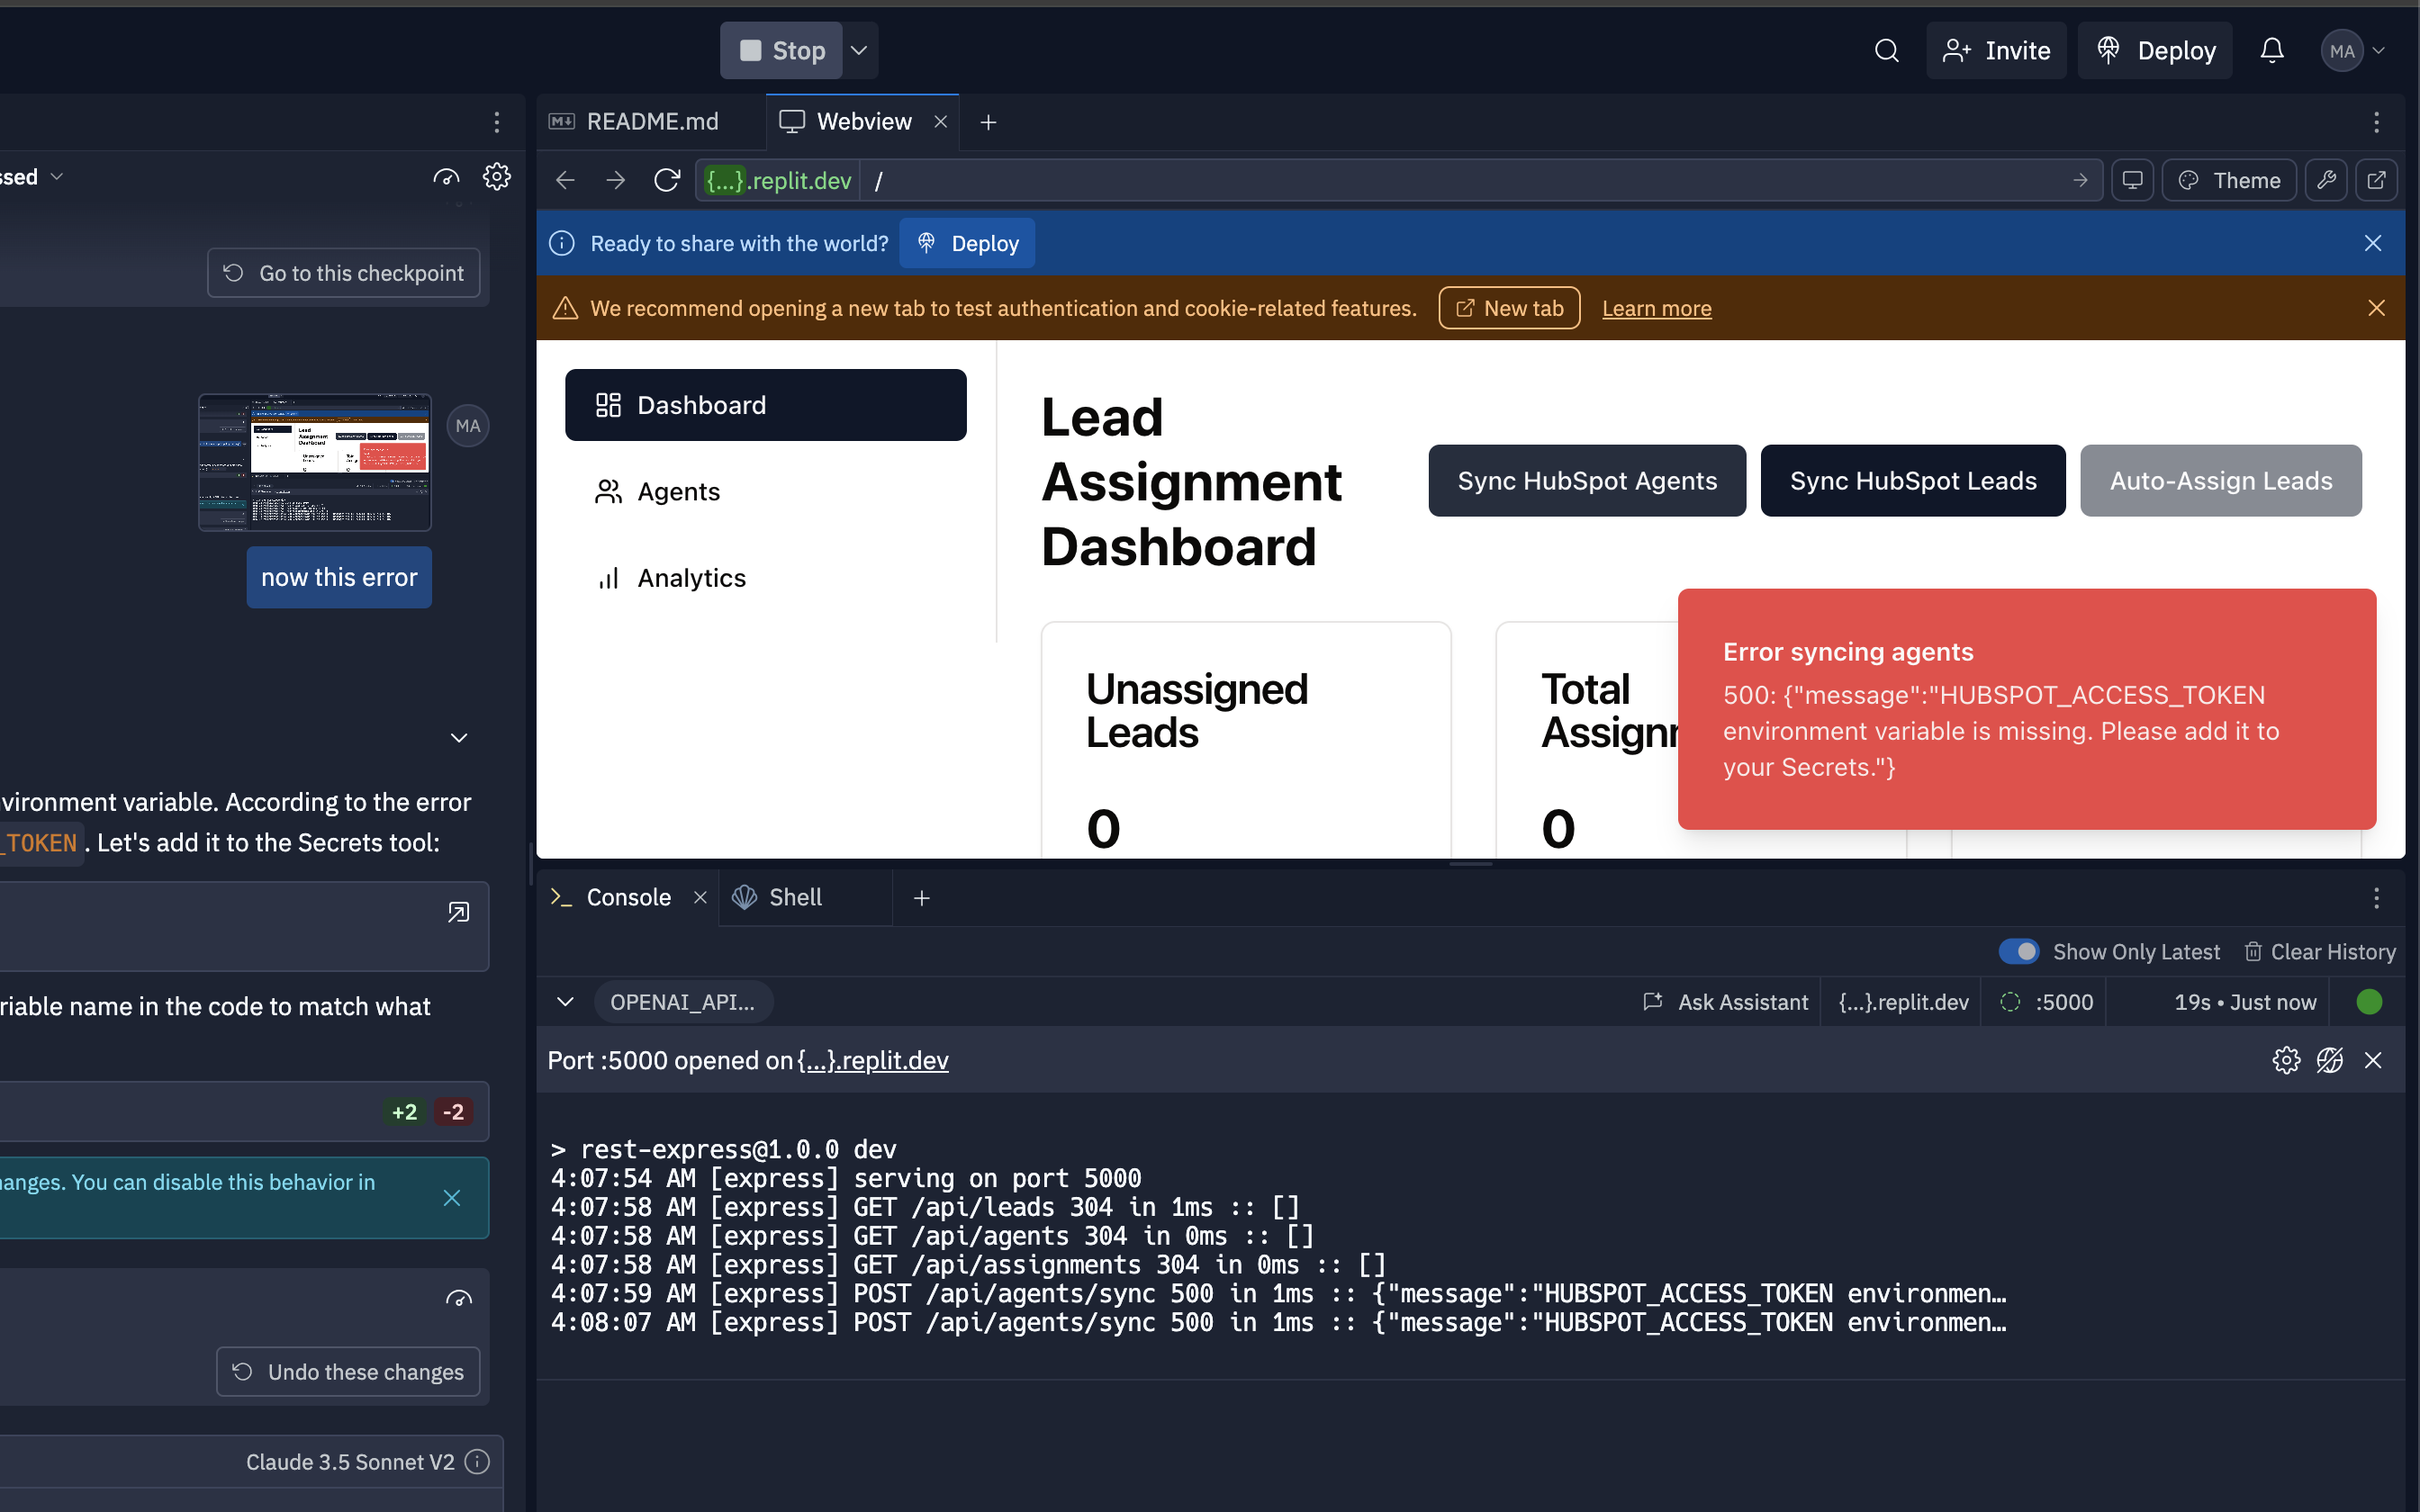 Stop
Invite
Deploy
MA
README.md
Webview
ssed
{...}.replit.dev
/
Theme
Ready to share with the world?
Deploy
Go to this checkpoint
We recommend opening a new tab to test authentication and cookie-related features.
New tab
Learn more
MA
now this error
vironment variable. According to the error
_TOKEN. Let's add it to the Secrets tool:
riable name in the code to match what
+2 -2
anges. You can disable this behavior in
Undo these changes
Claude 3.5 Sonnet V2
Dashboard
Agents
Analytics
Lead
Assignment
Dashboard
Sync HubSpot Agents
Sync HubSpot Leads
Auto-Assign Leads
Unassigned
Leads
0
Total
Assignr
0
Error syncing agents
500: {"message":"HUBSPOT_ACCESS_TOKEN
environment variable is missing. Please add it to
your Secrets."}
Console
Shell
Show Only Latest
Clear History
OPENAI_API...
Ask Assistant
{...}.replit.dev
:5000
19s • Just now
Port :5000 opened on {...}.replit.dev
> rest-express@1.0.0 dev
4:07:54 AM [express] serving on port 5000
4:07:58 AM [express] GET /api/leads 304 in 1ms :: []
4:07:58 AM [express] GET /api/agents 304 in 0ms :: []
4:07:58 AM [express] GET /api/assignments 304 in 0ms :: []
4:07:59 AM [express] POST /api/agents/sync 500 in 1ms :: {"message":"HUBSPOT_ACCESS_TOKEN environmen…
4:08:07 AM [express] POST /api/agents/sync 500 in 1ms :: {"message":"HUBSPOT_ACCESS_TOKEN environmen…